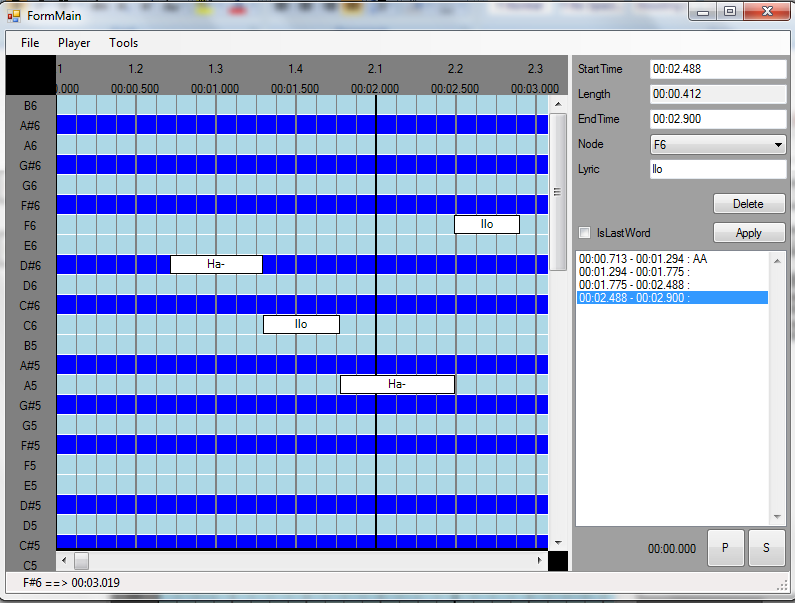 FormMain
File Player Tools
1 1.2 1.3 1.4 2.1 2.2 2.3
0.000 00:00.500 00:01.000 00:01.500 00:02.000 00:02.500 00:03.000
B6
A#6
A6
G#6
G6
F#6
F6 llo
E6
D#6 Ha-
D6
C#6
C6 llo
B5
A#5
A5 Ha-
G#5
G5
F#5
F5
E5
D#5
D5
C#5
C5
StartTime 00:02.488
Length 00:00.412
EndTime 00:02.900
Node F6
Lyric llo
Delete
IsLastWord Apply
00:00.713 - 00:01.294 : AA
00:01.294 - 00:01.775 :
00:01.775 - 00:02.488 :
00:02.488 - 00:02.900 :
00:00.000 P S
F#6 ==> 00:03.019